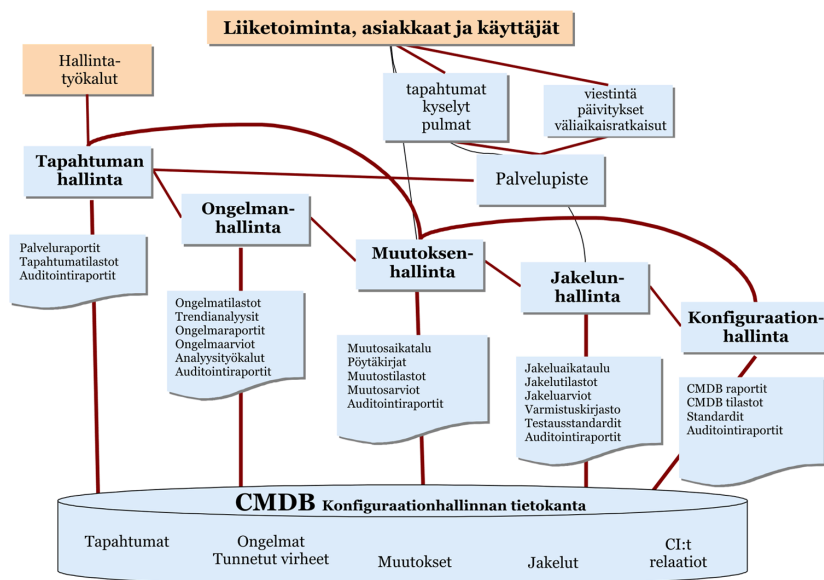 Liiketoiminta, asiakkaat ja käyttäjät
Hallinta-
työkalut
tapahtumat
kyselyt
pulmat
viestintä
päivitykset
väliaikaisratkaisut
Tapahtuman
hallinta
Palvelupiste
Ongelman-
hallinta
Muutoksen-
hallinta
Jakelun-
hallinta
Konfiguraation-
hallinta
Palveluraportit
Tapahtumatilastot
Auditointiraportit
Ongelmatilastot
Trendianalyysit
Ongelmaraportit
Ongelmaarviot
Analyysityökalut
Auditointiraportit
Muutosaikatalu
Pöytäkirjat
Muutostilastot
Muutosarviot
Auditointiraportit
Jakeluaikataulu
Jakelutilastot
Jakeluarviot
Varmistuskirjasto
Testausstandardit
Auditointiraportit
CMDB raportit
CMDB tilastot
Standardit
Auditointiraportit
CMDB Konfiguraationhallinnan tietokanta
Tapahtumat
Ongelmat
Tunnetut virheet
Muutokset
Jakelut
CI:t
relaatiot